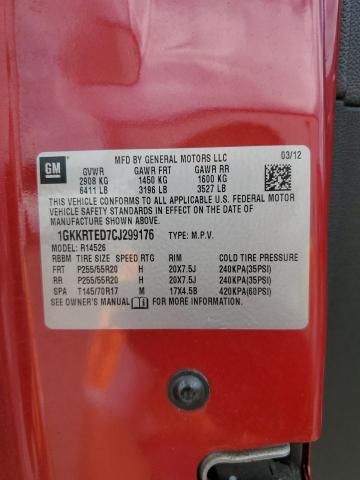 GM
MFD BY GENERAL MOTORS LLC
03/12
GVWR GAWR FRT GAWR RR
2908 KG 1450 KG 1600 KG
6411 LB 3196 LB 3527 LB
THIS VEHICLE CONFORMS TO ALL APPLICABLE U.S. FEDERAL MOTOR
VEHICLE SAFETY AND THEFT PREVENTION STANDARDS IN EFFECT ON
THE DATE OF MANUFACTURE SHOWN ABOVE.
1GKKRTED7CJ299176 TYPE: M.P.V.
MODEL: R14526
RBBM TIRE SIZE SPEED RTG RIM COLD TIRE PRESSURE
FRT P255/55R20 H 20X7.5J 240KPA(35PSI)
RR P255/55R20 H 20X7.5J 240KPA(35PSI)
SPA T145/70R17 M 17X4.5B 420KPA(60PSI)
SEE OWNER'S MANUAL FOR MORE INFORMATION.